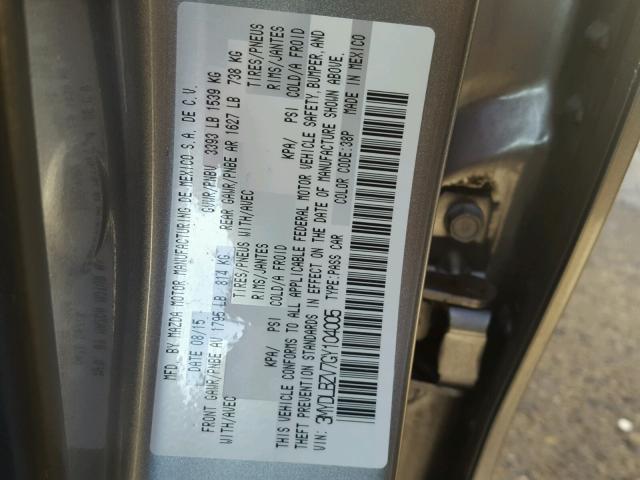 MFD. BY MAZDA MOTOR MANUFACTURING DE MEXICO S.A. DE C.V.
DATE 08/15 GVWR/PNBV 3393 LB 1539 KG
FRONT GAWR/PNBE AV 1795 LB 814 KG REAR GAWR/PNBE AR 1627 LB 738 KG
WITH/AVEC TIRES/PNEUS WITH/AVEC TIRES/PNEUS
RIMS/JANTES RIMS/JANTES
KPA/ PSI COLD/A FROID KPA/ PSI COLD/A FROID
THIS VEHICLE CONFORMS TO ALL APPLICABLE FEDERAL MOTOR VEHICLE SAFETY, BUMPER, AND
THEFT PREVENTION STANDARDS IN EFFECT ON THE DATE OF MANUFACTURE SHOWN ABOVE.
VIN: 3MYDLBZV7GY104005 TYPE:PASS CAR COLOR CODE:38P MADE IN MEXICO